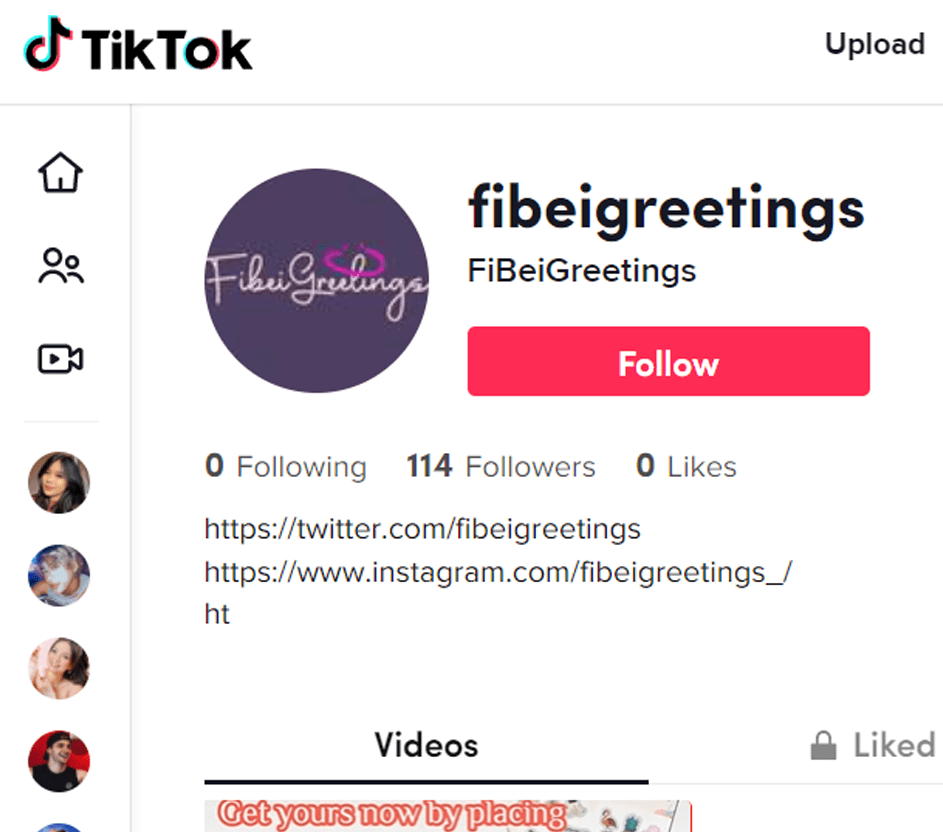 TikTok
Upload
FibeiGreetings
fibeigreetings
FiBeiGreetings
Follow
0 Following 114 Followers 0 Likes
https://twitter.com/fibeigreetings
https://www.instagram.com/fibeigreetings_/
ht
Videos
Liked
Get yours now by placing